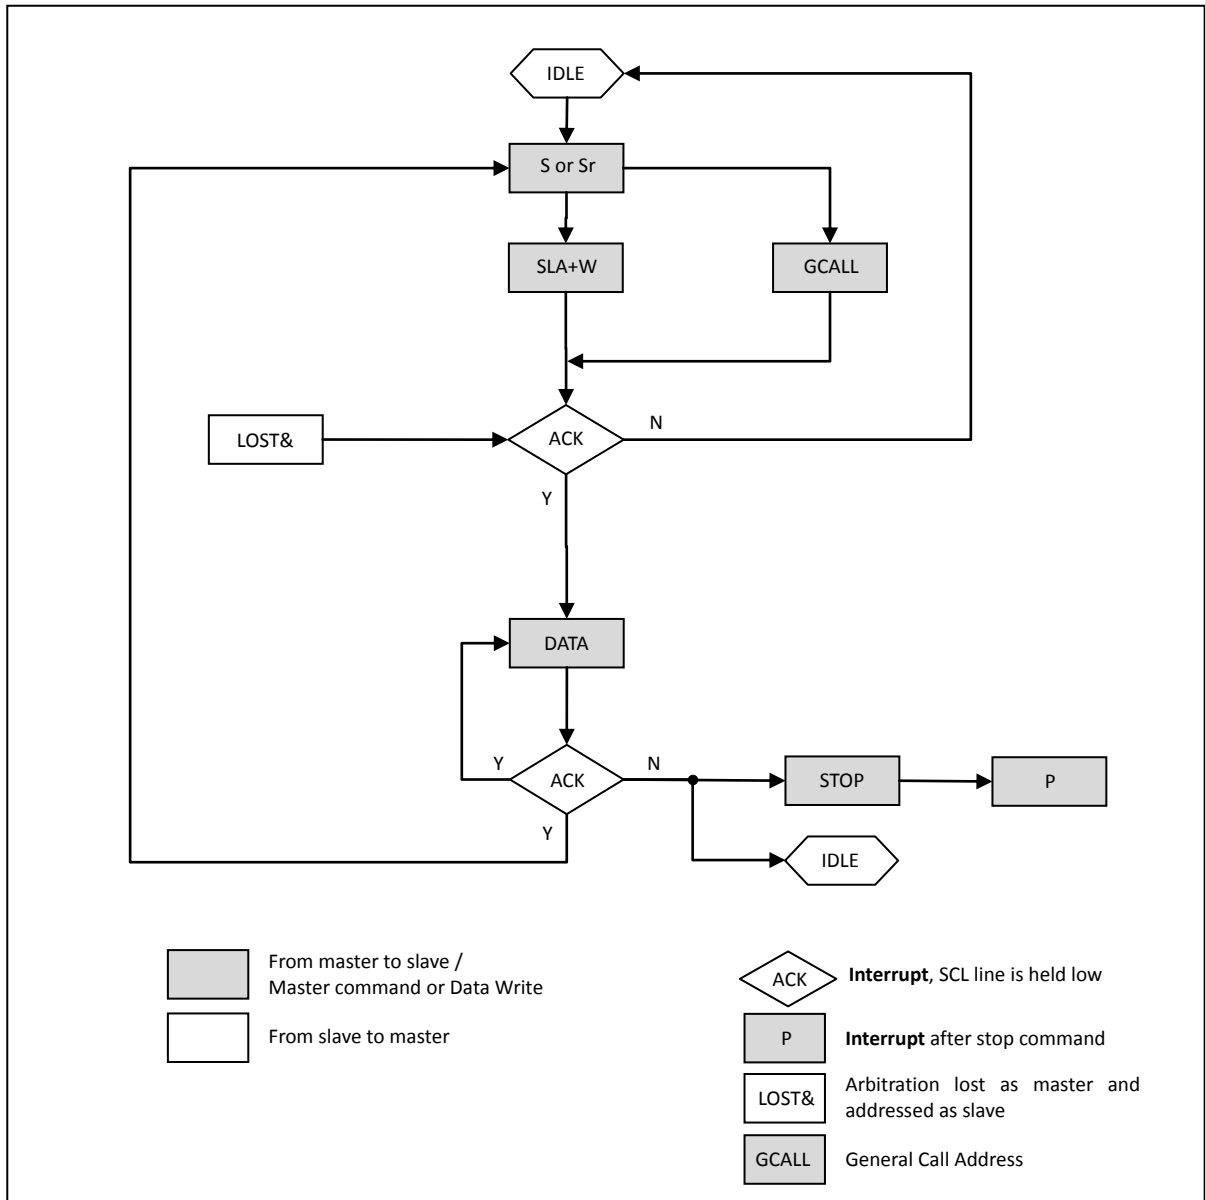 IDLE
S or Sr
SLA+W
GCALL
LOST&
ACK
N
Y
DATA
Y
ACK
N
STOP
P
Y
IDLE
From master to slave /
Master command or Data Write
From slave to master
ACK
Interrupt, SCL line is held low
P
Interrupt after stop command
LOST&
Arbitration lost as master and
addressed as slave
GCALL
General Call Address